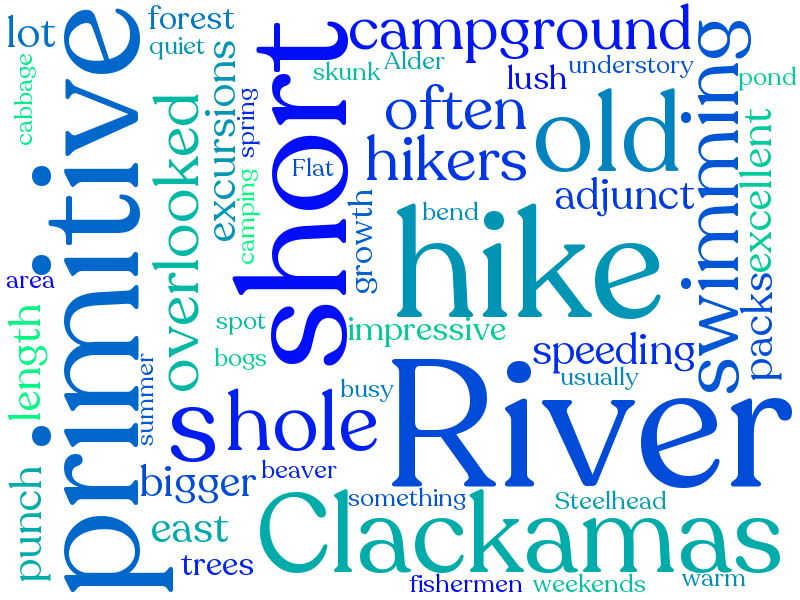 lot
forest
quiet
cabbage
primitive
overlooked
excursions
spring
camping
short
Flat
skunk
Alder
campground
lush
understory
pond
often
hikers
old
adjunct
swimming
excellent
packs
growth
bend
hike
area
length
spot
bogs
impressive
speeding
usually
summer
s
hole
busy
River
punch
bigger
beaver
something
east
trees
Clackamas
Steelhead
fishermen
weekends
warm